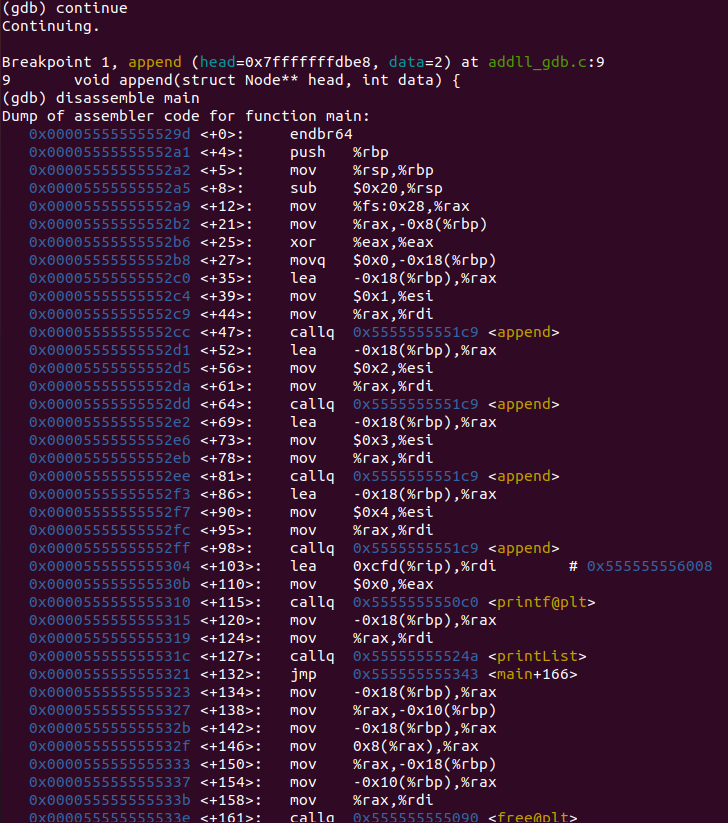 (gdb) continue
Continuing.

Breakpoint 1, append (head=0x7fffffffdbe8, data=2) at addll_gdb.c:9
9       void append(struct Node** head, int data) {
(gdb) disassemble main
Dump of assembler code for function main:
   0x000055555555529d <+0>:     endbr64
   0x00005555555552a1 <+4>:     push   %rbp
   0x00005555555552a2 <+5>:     mov    %rsp,%rbp
   0x00005555555552a5 <+8>:     sub    $0x20,%rsp
   0x00005555555552a9 <+12>:    mov    %fs:0x28,%rax
   0x00005555555552b2 <+21>:    mov    %rax,-0x8(%rbp)
   0x00005555555552b6 <+25>:    xor    %eax,%eax
   0x00005555555552b8 <+27>:    movq   $0x0,-0x18(%rbp)
   0x00005555555552c0 <+35>:    lea    -0x18(%rbp),%rax
   0x00005555555552c4 <+39>:    mov    $0x1,%esi
   0x00005555555552c9 <+44>:    mov    %rax,%rdi
   0x00005555555552cc <+47>:    callq  0x5555555551c9 <append>
   0x00005555555552d1 <+52>:    lea    -0x18(%rbp),%rax
   0x00005555555552d5 <+56>:    mov    $0x2,%esi
   0x00005555555552da <+61>:    mov    %rax,%rdi
   0x00005555555552dd <+64>:    callq  0x5555555551c9 <append>
   0x00005555555552e2 <+69>:    lea    -0x18(%rbp),%rax
   0x00005555555552e6 <+73>:    mov    $0x3,%esi
   0x00005555555552eb <+78>:    mov    %rax,%rdi
   0x00005555555552ee <+81>:    callq  0x5555555551c9 <append>
   0x00005555555552f3 <+86>:    lea    -0x18(%rbp),%rax
   0x00005555555552f7 <+90>:    mov    $0x4,%esi
   0x00005555555552fc <+95>:    mov    %rax,%rdi
   0x00005555555552ff <+98>:    callq  0x5555555551c9 <append>
   0x0000555555555304 <+103>:   lea    0xcfd(%rip),%rdi        # 0x555555556008
   0x000055555555530b <+110>:   mov    $0x0,%eax
   0x0000555555555310 <+115>:   callq  0x5555555550c0 <printf@plt>
   0x0000555555555315 <+120>:   mov    -0x18(%rbp),%rax
   0x0000555555555319 <+124>:   mov    %rax,%rdi
   0x000055555555531c <+127>:   callq  0x55555555524a <printList>
   0x0000555555555321 <+132>:   jmp    0x555555555343 <main+166>
   0x0000555555555323 <+134>:   mov    -0x18(%rbp),%rax
   0x0000555555555327 <+138>:   mov    %rax,-0x10(%rbp)
   0x000055555555532b <+142>:   mov    -0x18(%rbp),%rax
   0x000055555555532f <+146>:   mov    0x8(%rax),%rax
   0x0000555555555333 <+150>:   mov    %rax,-0x18(%rbp)
   0x0000555555555337 <+154>:   mov    -0x10(%rbp),%rax
   0x000055555555533b <+158>:   mov    %rax,%rdi
   0x000055555555533e <+161>:   callq  0x555555555090 <free@plt>